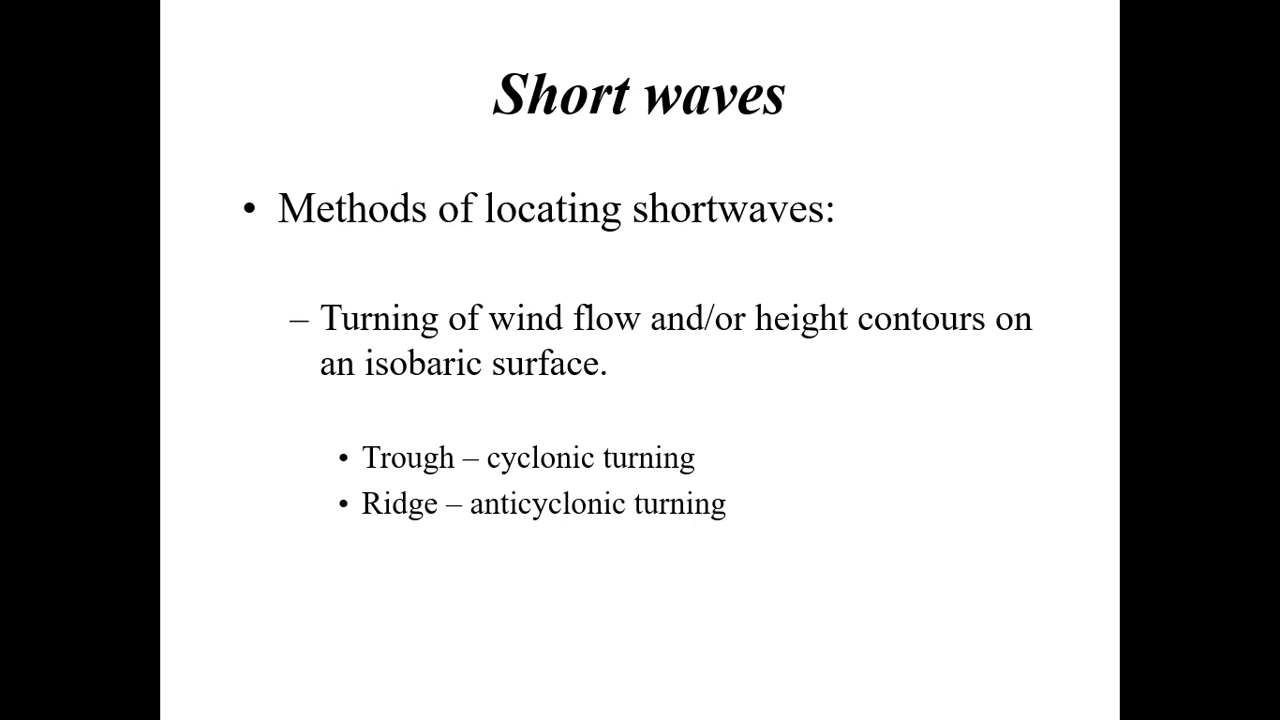 Short waves
• Methods of locating shortwaves:
– Turning of wind flow and/or height contours on
an isobaric surface.
• Trough – cyclonic turning
• Ridge – anticyclonic turning